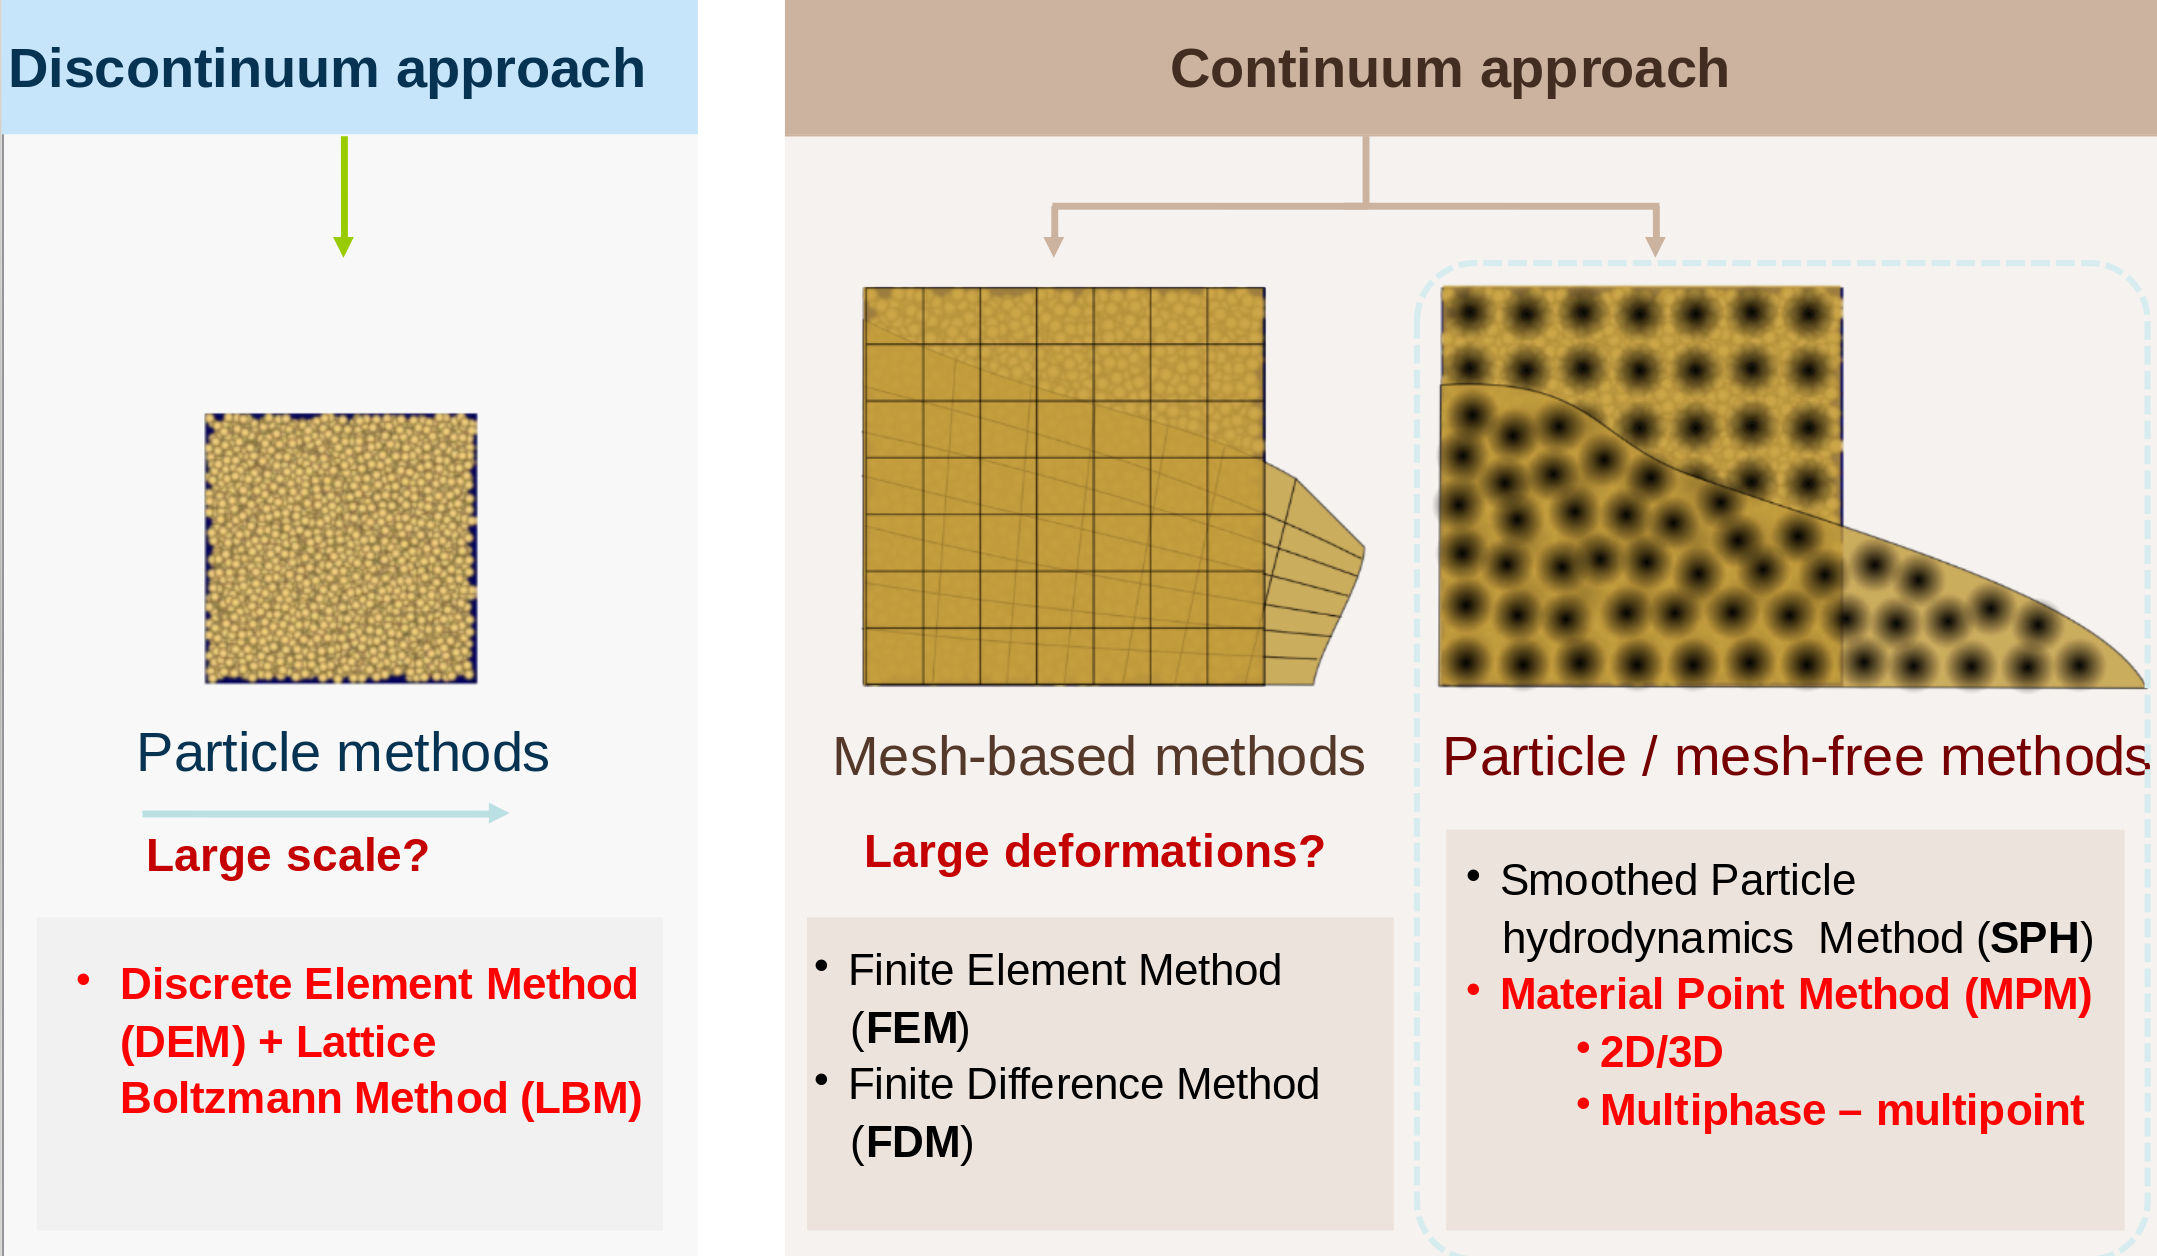 Discontinuum approach
Continuum approach
Particle methods
Large scale?
• Discrete Element Method
(DEM) + Lattice
Boltzmann Method (LBM)
Mesh-based methods
Large deformations?
• Finite Element Method
(FEM)
• Finite Difference Method
(FDM)
Particle / mesh-free methods
• Smoothed Particle
hydrodynamics Method (SPH)
• Material Point Method (MPM)
• 2D/3D
• Multiphase – multipoint